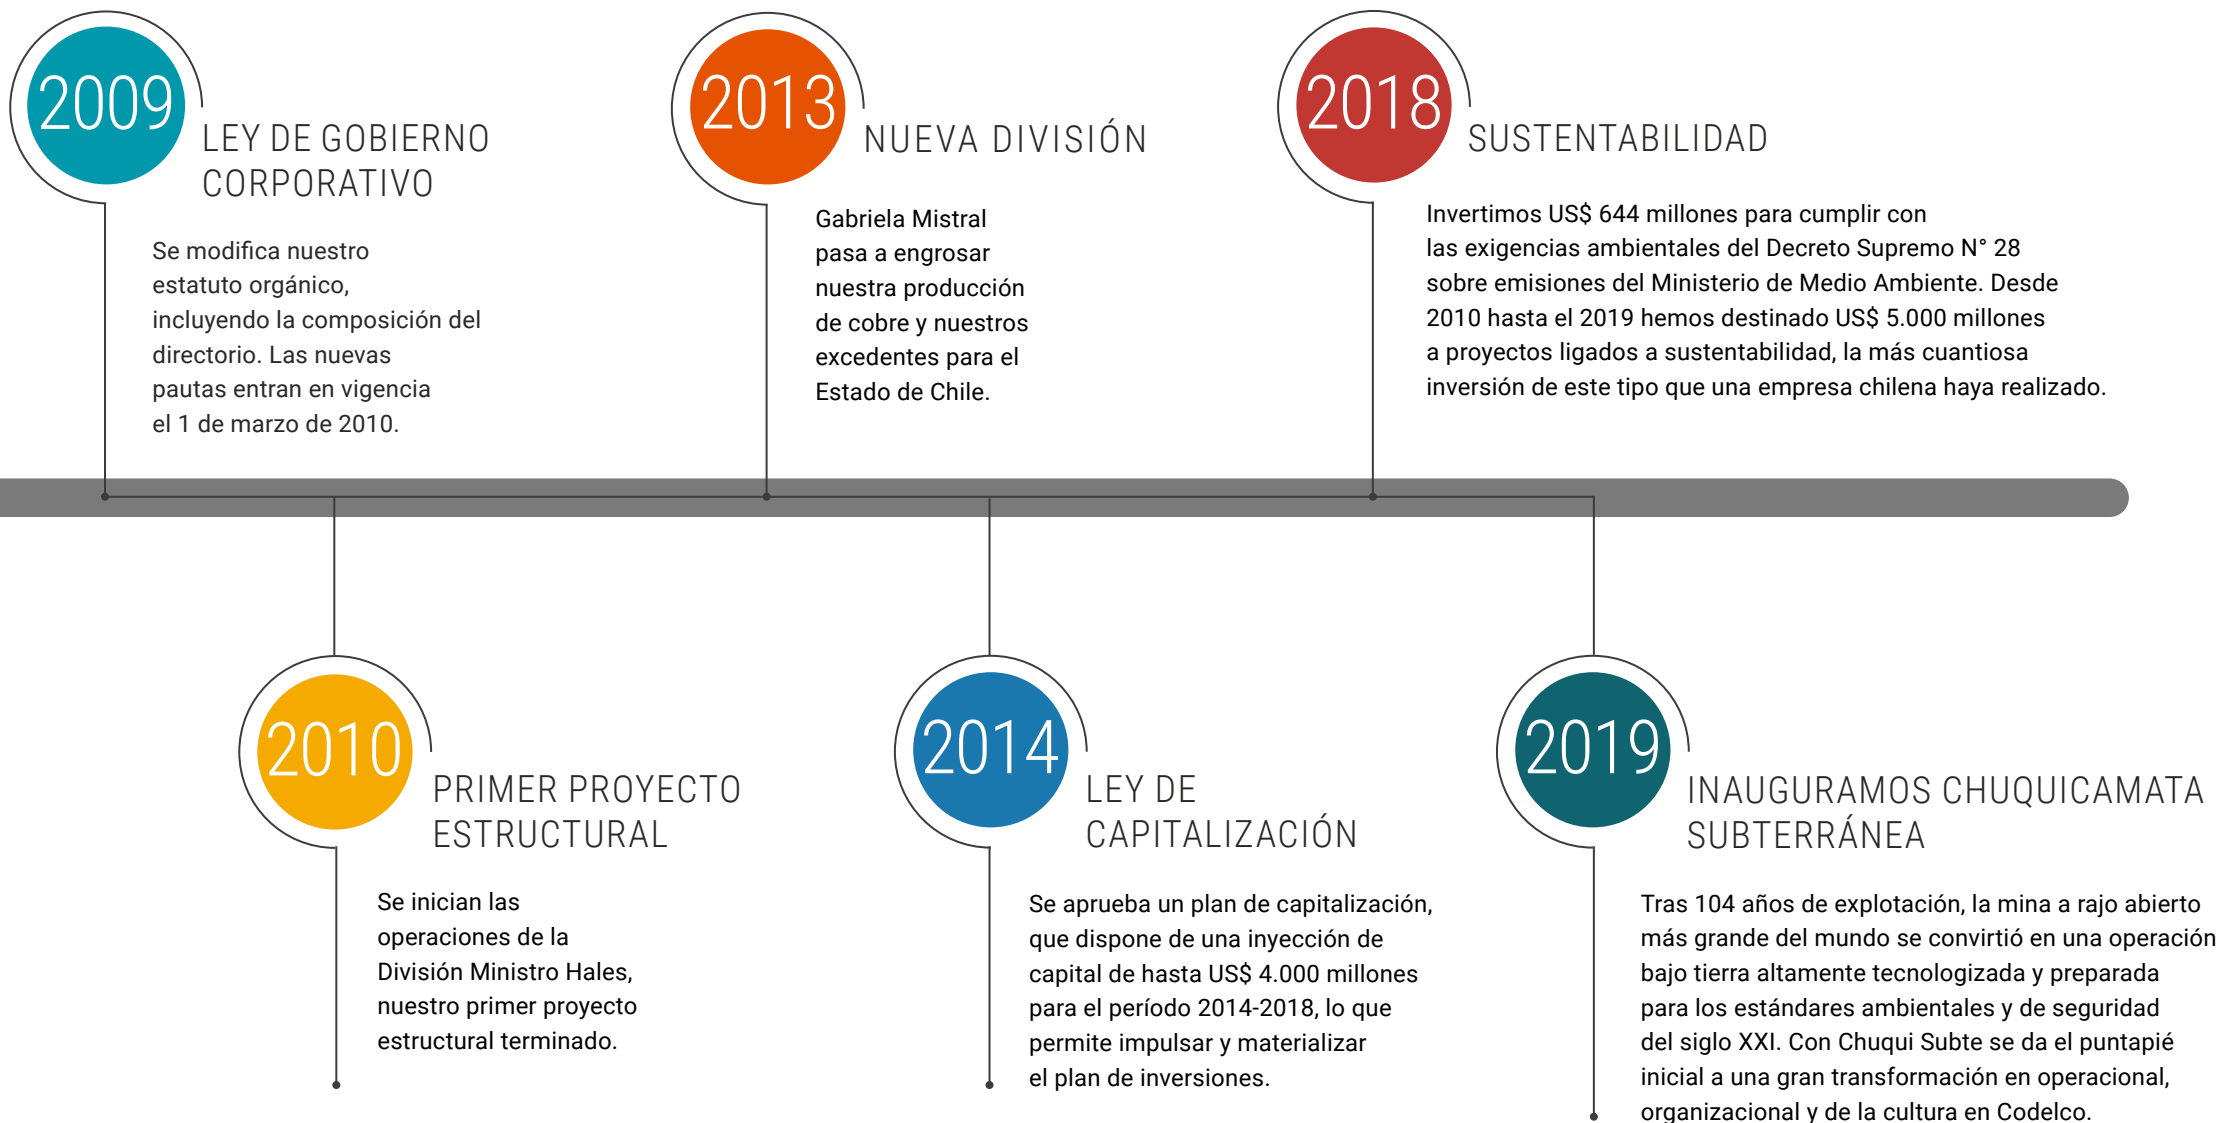 2009
LEY DE GOBIERNO
CORPORATIVO
Se modifica nuestro
estatuto orgánico,
incluyendo la composición del
directorio. Las nuevas
pautas entran en vigencia
el 1 de marzo de 2010.
2013
NUEVA DIVISIÓN
Gabriela Mistral
pasa a engrosar
nuestra producción
de cobre y nuestros
excedentes para el
Estado de Chile.
2018
SUSTENTABILIDAD
Invertimos US$ 644 millones para cumplir con
las exigencias ambientales del Decreto Supremo N° 28
sobre emisiones del Ministerio de Medio Ambiente. Desde
2010 hasta el 2019 hemos destinado US$ 5.000 millones
a proyectos ligados a sustentabilidad, la más cuantiosa
inversión de este tipo que una empresa chilena haya realizado.
2010
PRIMER PROYECTO
ESTRUCTURAL
Se inician las
operaciones de la
División Ministro Hales,
nuestro primer proyecto
estructural terminado.
2014
LEY DE
CAPITALIZACIÓN
Se aprueba un plan de capitalización,
que dispone de una inyección de
capital de hasta US$ 4.000 millones
para el período 2014-2018, lo que
permite impulsar y materializar
el plan de inversiones.
2019
INAUGURAMOS CHUQUICAMATA
SUBTERRÁNEA
Tras 104 años de explotación, la mina a rajo abierto
más grande del mundo se convirtió en una operación
bajo tierra altamente tecnologizada y preparada
para los estándares ambientales y de seguridad
del siglo XXI. Con Chuqui Subte se da el puntapié
inicial a una gran transformación en operacional,
organizacional y de la cultura en Codelco.